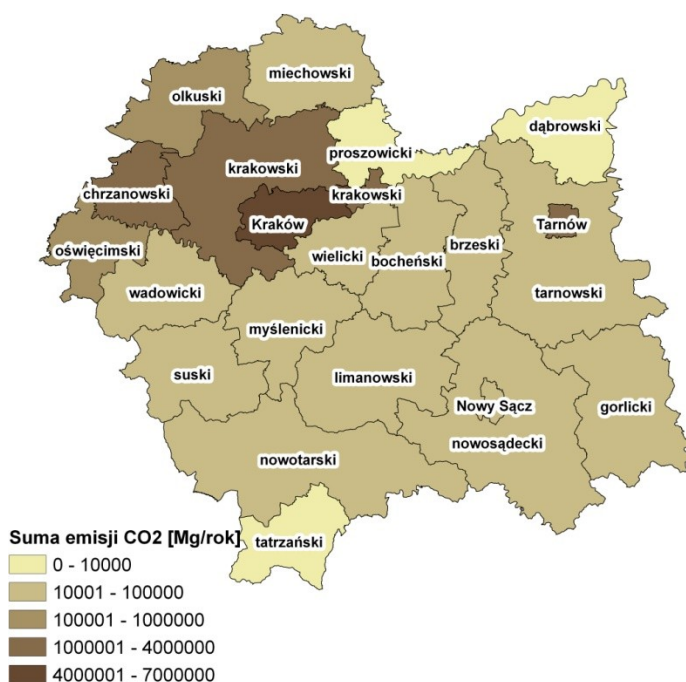 miechowski
olkuski
dąbrowski
proszowicki
krakowski
chrzanowski
krakowski
Kraków
Tarnów
oświęcimski
brzeski
wielicki
bocheński
wadowicki
tarnowski
myślenicki
suski
limanowski
Nowy Sącz
gorlicki
nowosądecki
nowotarski
Suma emisji CO2 [Mg/rok]
tatrzański
0 - 10000
10001 - 100000
100001 - 1000000
1000001 - 4000000
4000001 - 7000000